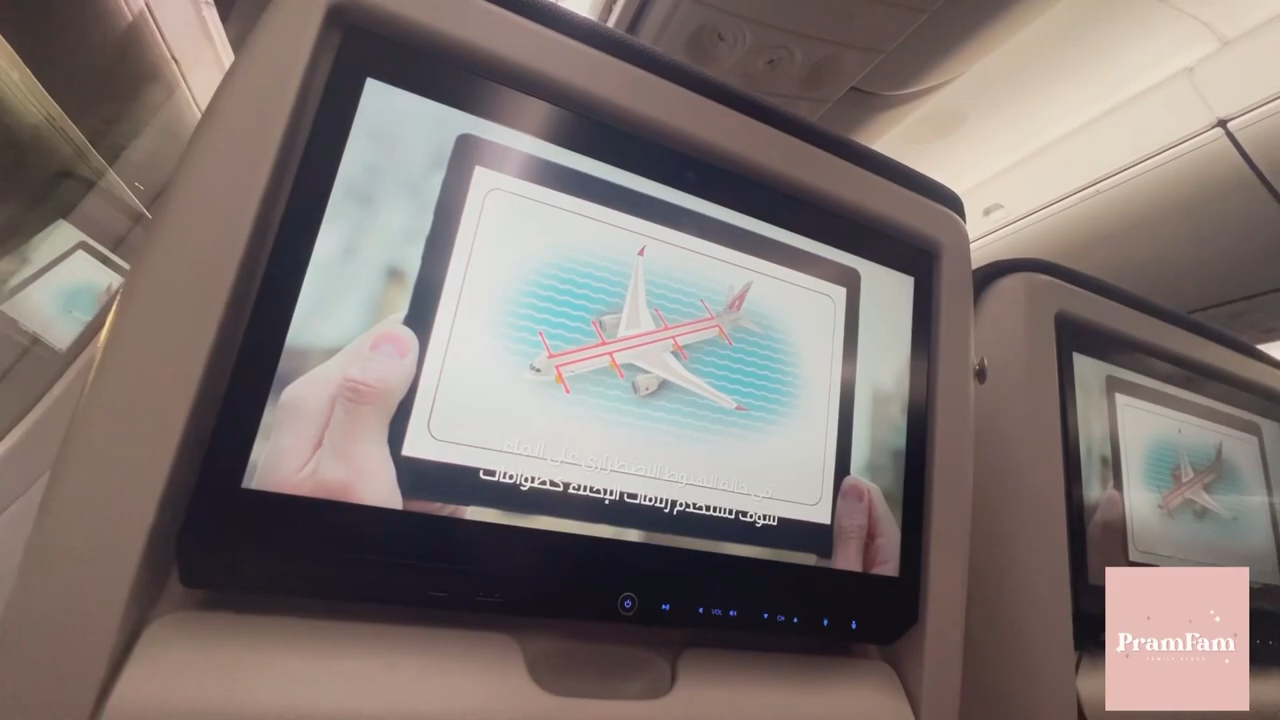 في حالة الهبوط الاضطراري على الماء
سوف تستخدم زلاقات الإخلاء كطوافات
VOL
CH
PramFam